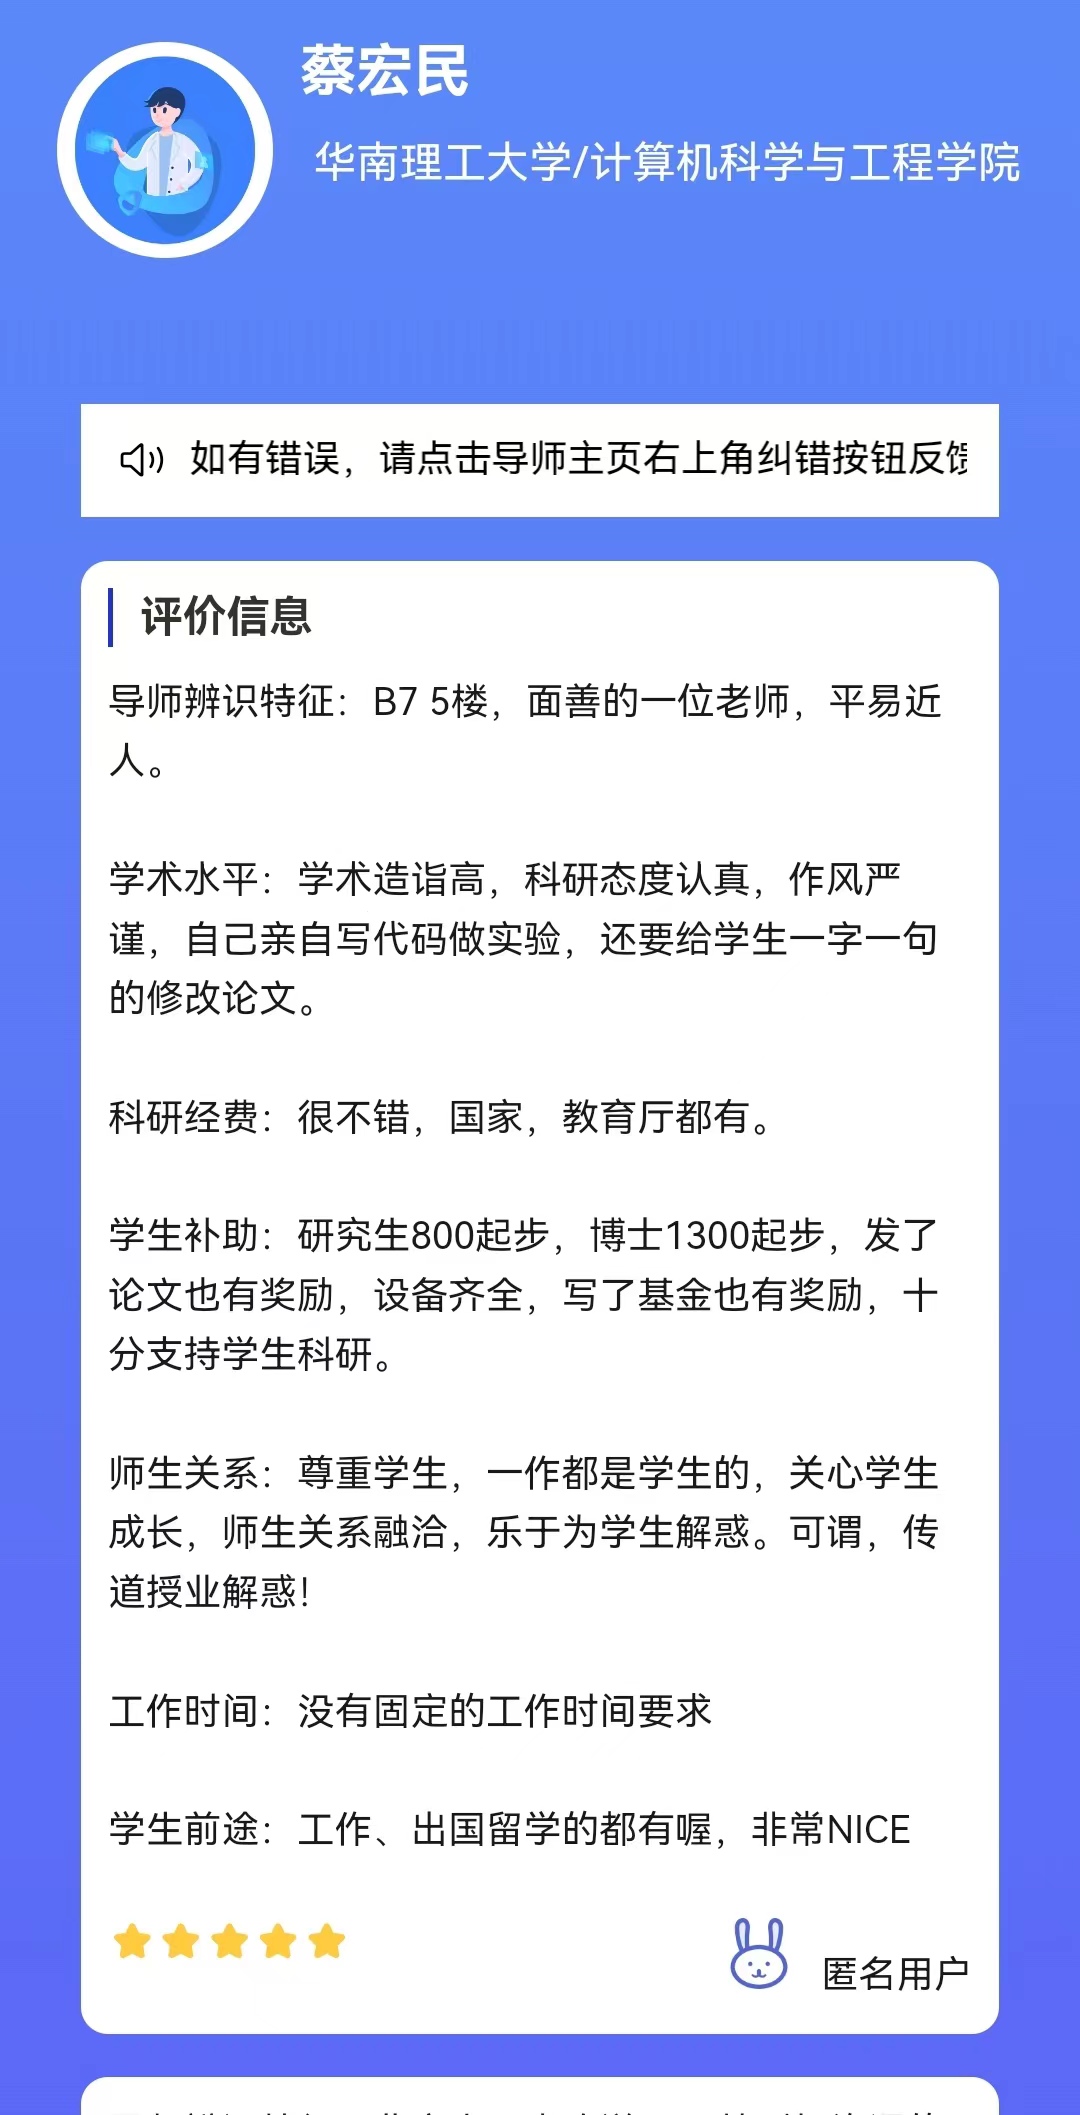 蔡宏民
华南理工大学/计算机科学与工程学院
如有错误，请点击导师主页右上角纠错按钮反馈
评价信息
导师辨识特征：B7 5楼，面善的一位老师，平易近
人。
学术水平：学术造诣高，科研态度认真，作风严
谨，自己亲自写代码做实验，还要给学生一字一句
的修改论文。
科研经费：很不错，国家，教育厅都有。
学生补助：研究生800起步，博士1300起步，发了
论文也有奖励，设备齐全，写了基金也有奖励，十
分支持学生科研。
师生关系：尊重学生，一作都是学生的，关心学生
成长，师生关系融洽，乐于为学生解惑。可谓，传
道授业解惑！
工作时间：没有固定的工作时间要求
学生前途：工作、出国留学的都有喔，非常NICE
匿名用户